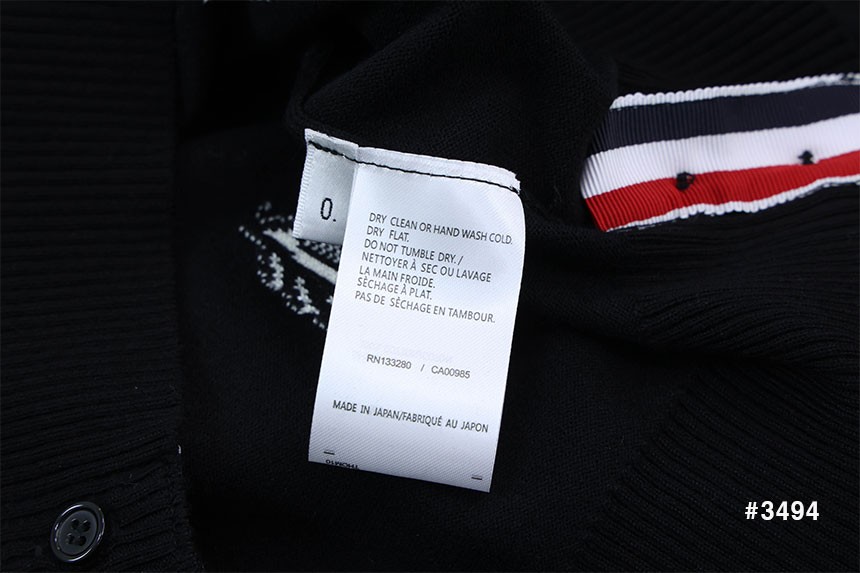 0.
DRY CLEAN OR HAND WASH COLD.
DRY FLAT.
DO NOT TUMBLE DRY. /
NETTOYER À SEC OU LAVAGE
LA MAIN FROIDE.
SÉCHAGE À PLAT.
PAS DE SÉCHAGE EN TAMBOUR.
RN133280 / CA00985
MADE IN JAPAN/FABRIQUÉ AU JAPON
#3494